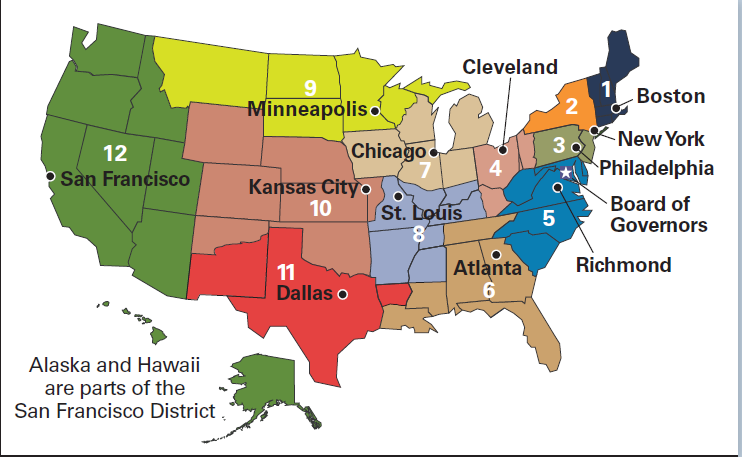 Cleveland
9
Minneapolis
1
Boston
2
New York
12
San Francisco
Chicago
7
4
3
Philadelphia
Kansas City
10
St. Louis
8
5
Board of
Governors
Richmond
11
Dallas
Atlanta
6
Alaska and Hawaii
are parts of the
San Francisco District